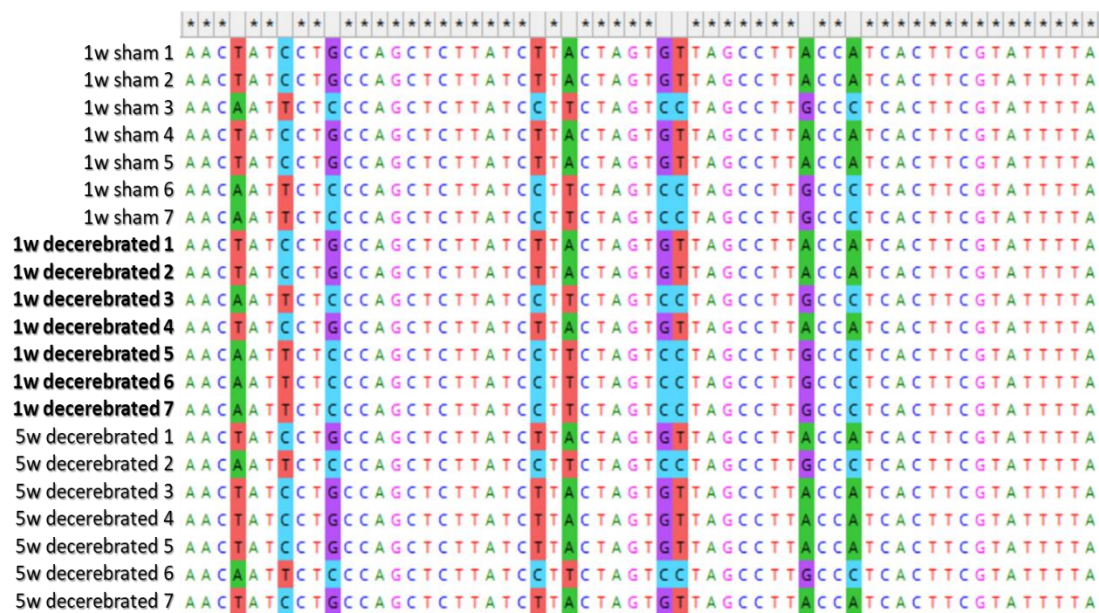 *** ** ** ************ * ***** ******* ** ***************
1w sham 1 AACTATCCTGCCAGCTCTTATCTTACTAGTGTTAGCCTTACCATCACTTCGTATTTTA
1w sham 2 AACTATCCTGCCAGCTCTTATCTTACTAGTGTTAGCCTTACCATCACTTCGTATTTTA
1w sham 3 AACAATTCTCCCAGCTCTTATCCTTCTAGTCCTAGCCTTGCCCTCACTTCGTATTTTA
1w sham 4 AACTATCCTGCCAGCTCTTATCTTACTAGTGTTAGCCTTACCATCACTTCGTATTTTA
1w sham 5 AACTATCCTGCCAGCTCTTATCTTACTAGTGTTAGCCTTACCATCACTTCGTATTTTA
1w sham 6 AACAATTCTCCCAGCTCTTATCCTTCTAGTCCTAGCCTTGCCCTCACTTCGTATTTTA
1w sham 7 AACAATTCTCCCAGCTCTTATCCTTCTAGTCCTAGCCTTGCCCTCACTTCGTATTTTA
1w decerebrated 1 AACTATCCTGCCAGCTCTTATCTTACTAGTGTTAGCCTTACCATCACTTCGTATTTTA
1w decerebrated 2 AACTATCCTGCCAGCTCTTATCTTACTAGTGTTAGCCTTACCATCACTTCGTATTTTA
1w decerebrated 3 AACAATTCTCCCAGCTCTTATCCTTCTAGTCCTAGCCTTGCCCTCACTTCGTATTTTA
1w decerebrated 4 AACTATCCTGCCAGCTCTTATCTTACTAGTGTTAGCCTTACCATCACTTCGTATTTTA
1w decerebrated 5 AACAATTCTCCCAGCTCTTATCCTTCTAGTCCTAGCCTTGCCCTCACTTCGTATTTTA
1w decerebrated 6 AACAATTCTCCCAGCTCTTATCCTTCTAGTCCTAGCCTTGCCCTCACTTCGTATTTTA
1w decerebrated 7 AACAATTCTCCCAGCTCTTATCCTTCTAGTCCTAGCCTTGCCCTCACTTCGTATTTTA
5w decerebrated 1 AACTATCCTGCCAGCTCTTATCTTACTAGTGTTAGCCTTACCATCACTTCGTATTTTA
5w decerebrated 2 AACAATTCTCCCAGCTCTTATCCTTCTAGTCCTAGCCTTGCCCTCACTTCGTATTTTA
5w decerebrated 3 AACTATCCTGCCAGCTCTTATCTTACTAGTGTTAGCCTTACCATCACTTCGTATTTTA
5w decerebrated 4 AACTATCCTGCCAGCTCTTATCTTACTAGTGTTAGCCTTACCATCACTTCGTATTTTA
5w decerebrated 5 AACTATCCTGCCAGCTCTTATCTTACTAGTGTTAGCCTTACCATCACTTCGTATTTTA
5w decerebrated 6 AACAATTCTCCCAGCTCTTATCCTTCTAGTCCTAGCCTTGCCCTCACTTCGTATTTTA
5w decerebrated 7 AACTATCCTGCCAGCTCTTATCTTACTAGTGTTAGCCTTACCATCACTTCGTATTTTA